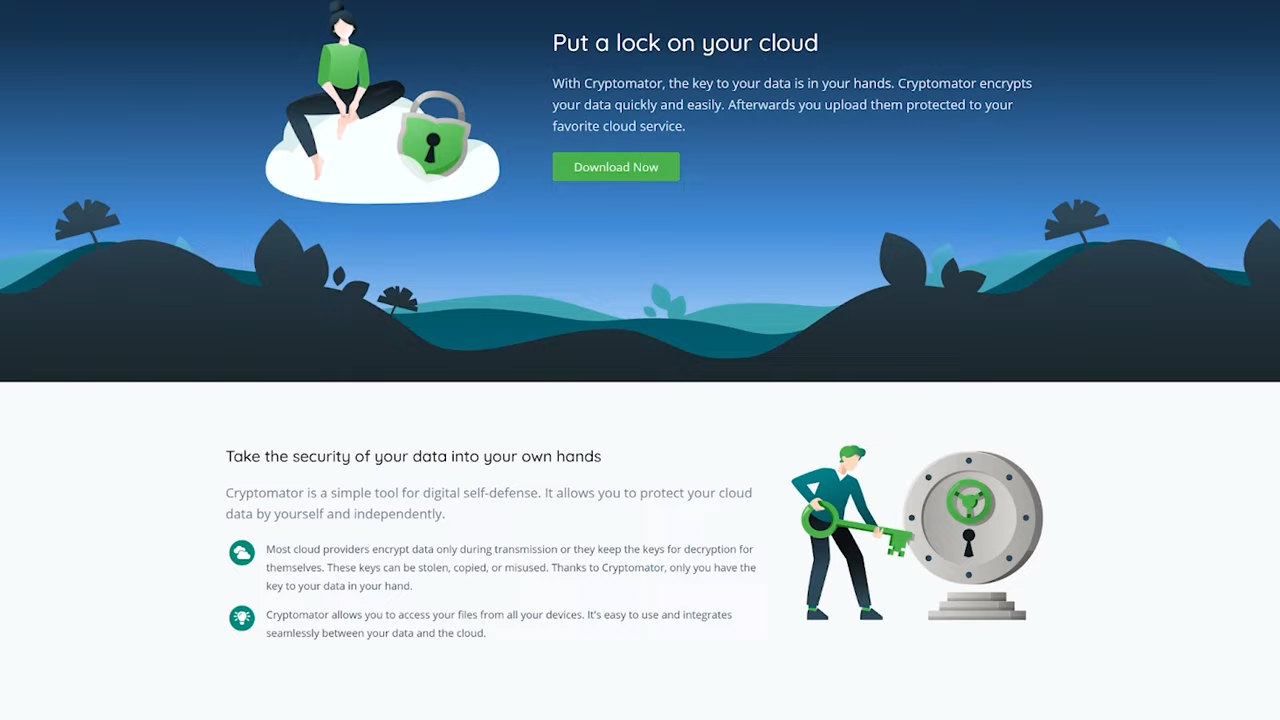 Put a lock on your cloud
With Cryptomator, the key to your data is in your hands. Cryptomator encrypts
your data quickly and easily. Afterwards you upload them protected to your
favorite cloud service.
Download Now
Take the security of your data into your own hands
Cryptomator is a simple tool for digital self-defense. It allows you to protect your cloud
data by yourself and independently.
Most cloud providers encrypt data only during transmission or they keep the keys for decryption for
themselves. These keys can be stolen, copied, or misused. Thanks to Cryptomator, only you have the
key to your data in your hand.
Cryptomator allows you to access your files from all your devices. It's easy to use and integrates
seamlessly between your data and the cloud.